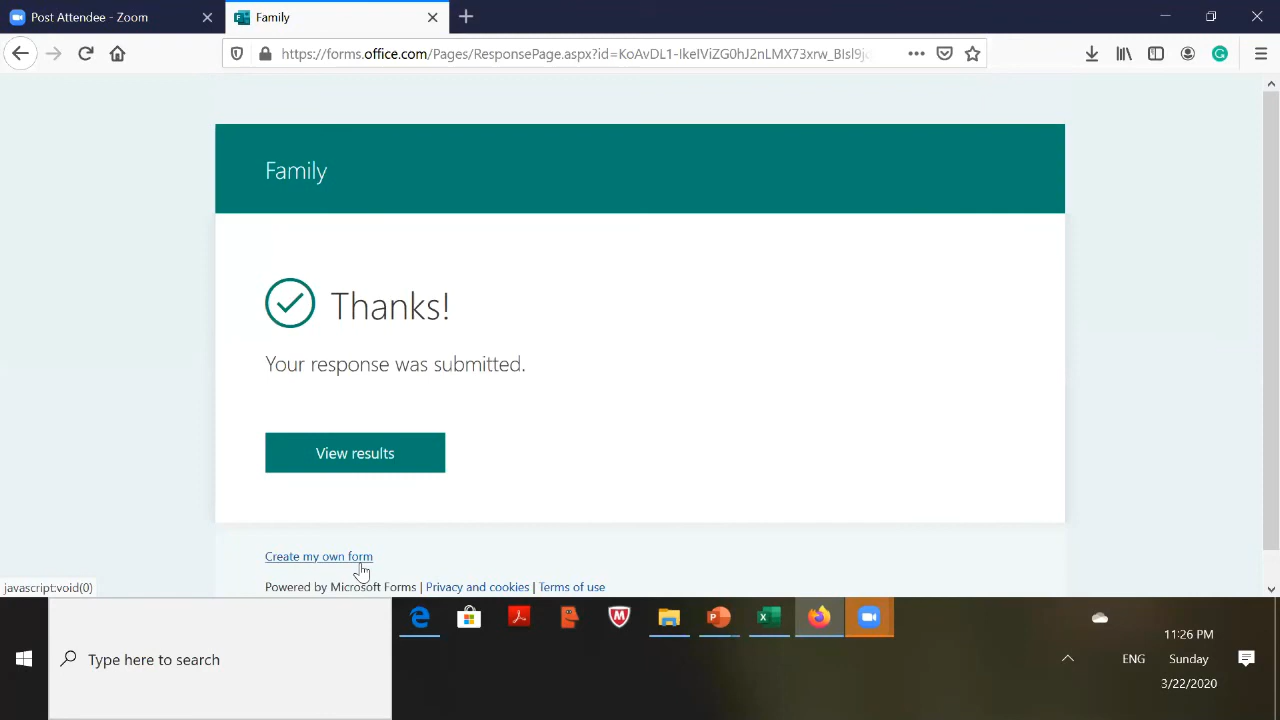 Post Attendee - Zoom
Family
https://forms.office.com/Pages/ResponsePage.aspx?id=KoAvDL1-IkeIViZG0hJ2nLMX73xrw_BIsl9j
Family
Thanks!
Your response was submitted.
View results
Create my own form
Powered by Microsoft Forms | Privacy and cookies | Terms of use
javascript:void(0)
Type here to search
11:26 PM
ENG
Sunday
3/22/2020